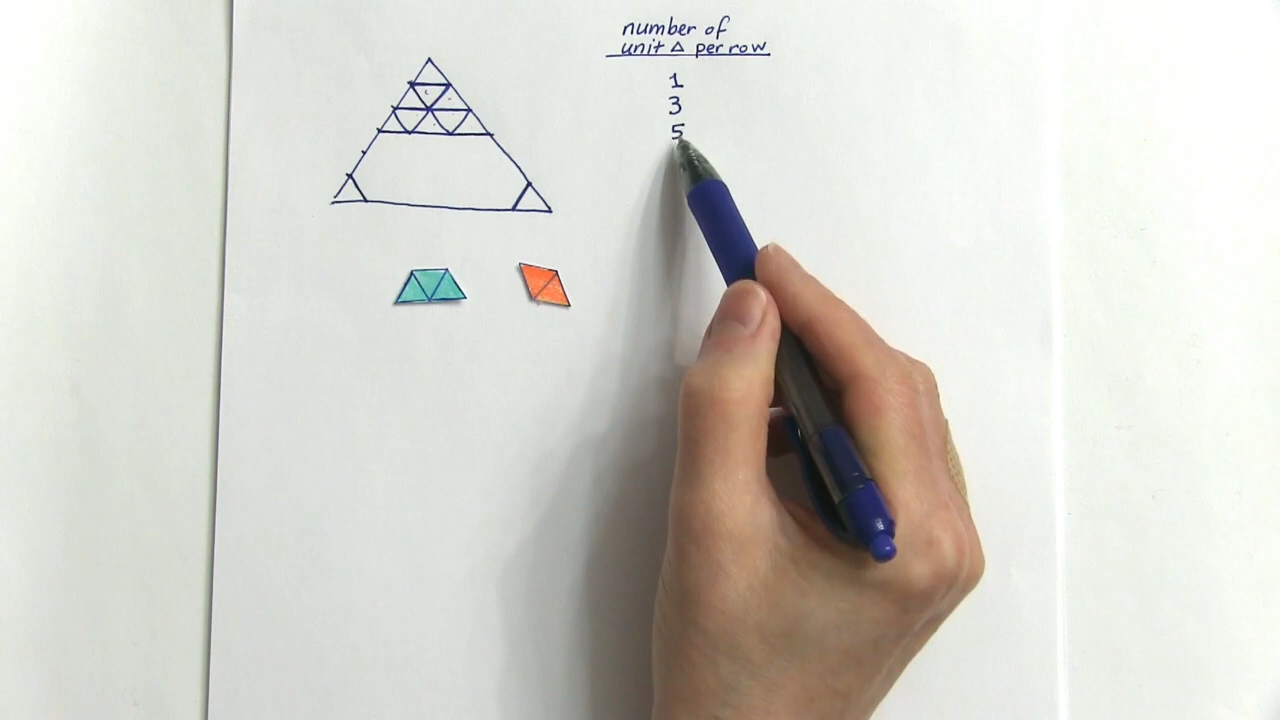 number of
unit △ per row
1
3
5